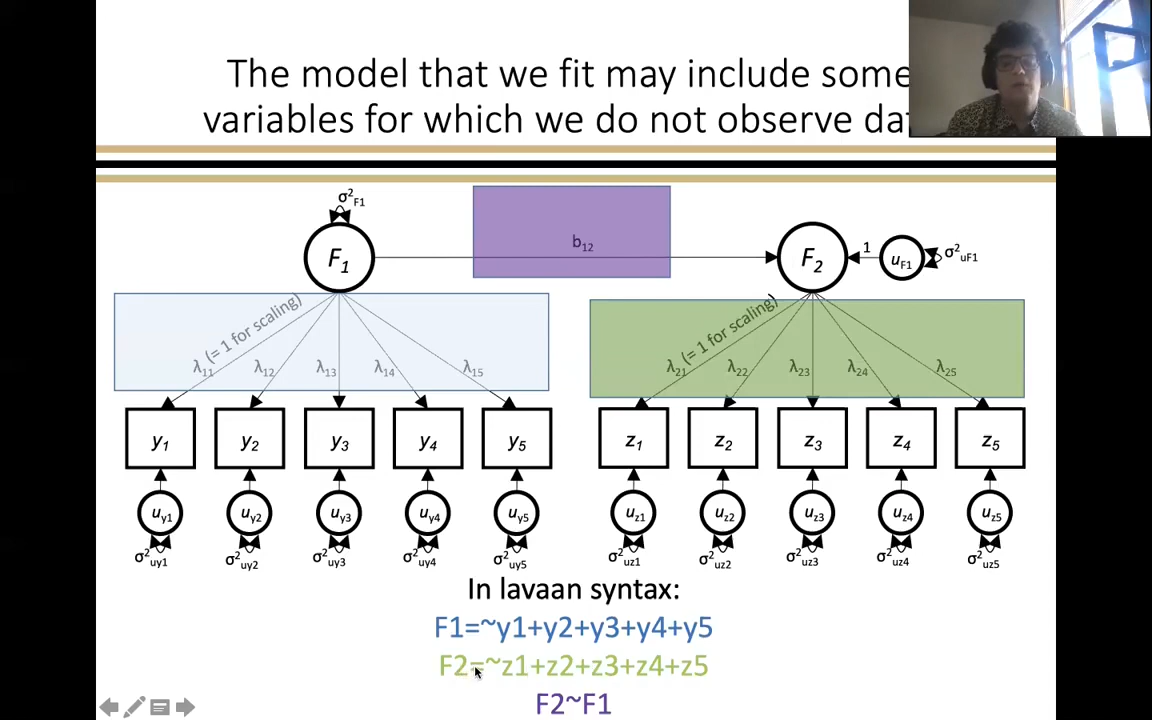 The model that we fit may include some
variables for which we do not observe
σ²F1
b12
F1
F2
1
uF1
σ²uF1
(= 1 for scaling)
(= 1 for scaling)
λ11 λ12 λ13 λ14 λ15
λ21 λ22 λ23 λ24 λ25
y1 y2 y3 y4 y5
z1 z2 z3 z4 z5
uy1 uy2 uy3 uy4 uy5
uz1 uz2 uz3 uz4 uz5
σ²uy1 σ²uy2 σ²uy3 σ²uy4 σ²uy5
σ²uz1 σ²uz2 σ²uz3 σ²uz4 σ²uz5
In lavaan syntax:
F1=~y1+y2+y3+y4+y5
F2=~z1+z2+z3+z4+z5
F2~F1